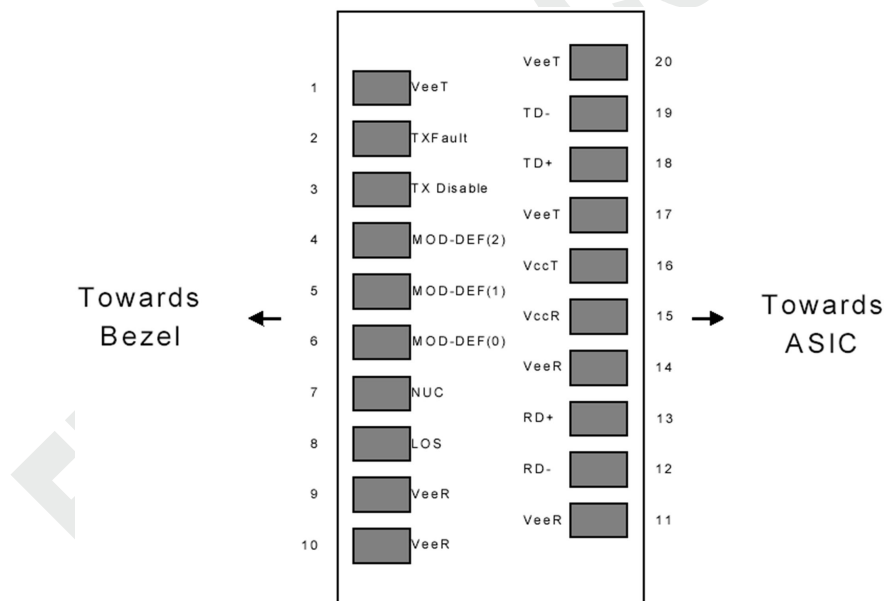 1 VeeT
2 TXFault
3 TX Disable
4 MOD-DEF(2)
5 MOD-DEF(1)
6 MOD-DEF(0)
7 NUC
8 LOS
9 VeeR
10 VeeR
VeeT 20
TD- 19
TD+ 18
VeeT 17
VccT 16
VccR 15
VeeR 14
RD+ 13
RD- 12
VeeR 11
Towards
Bezel
Towards
ASIC